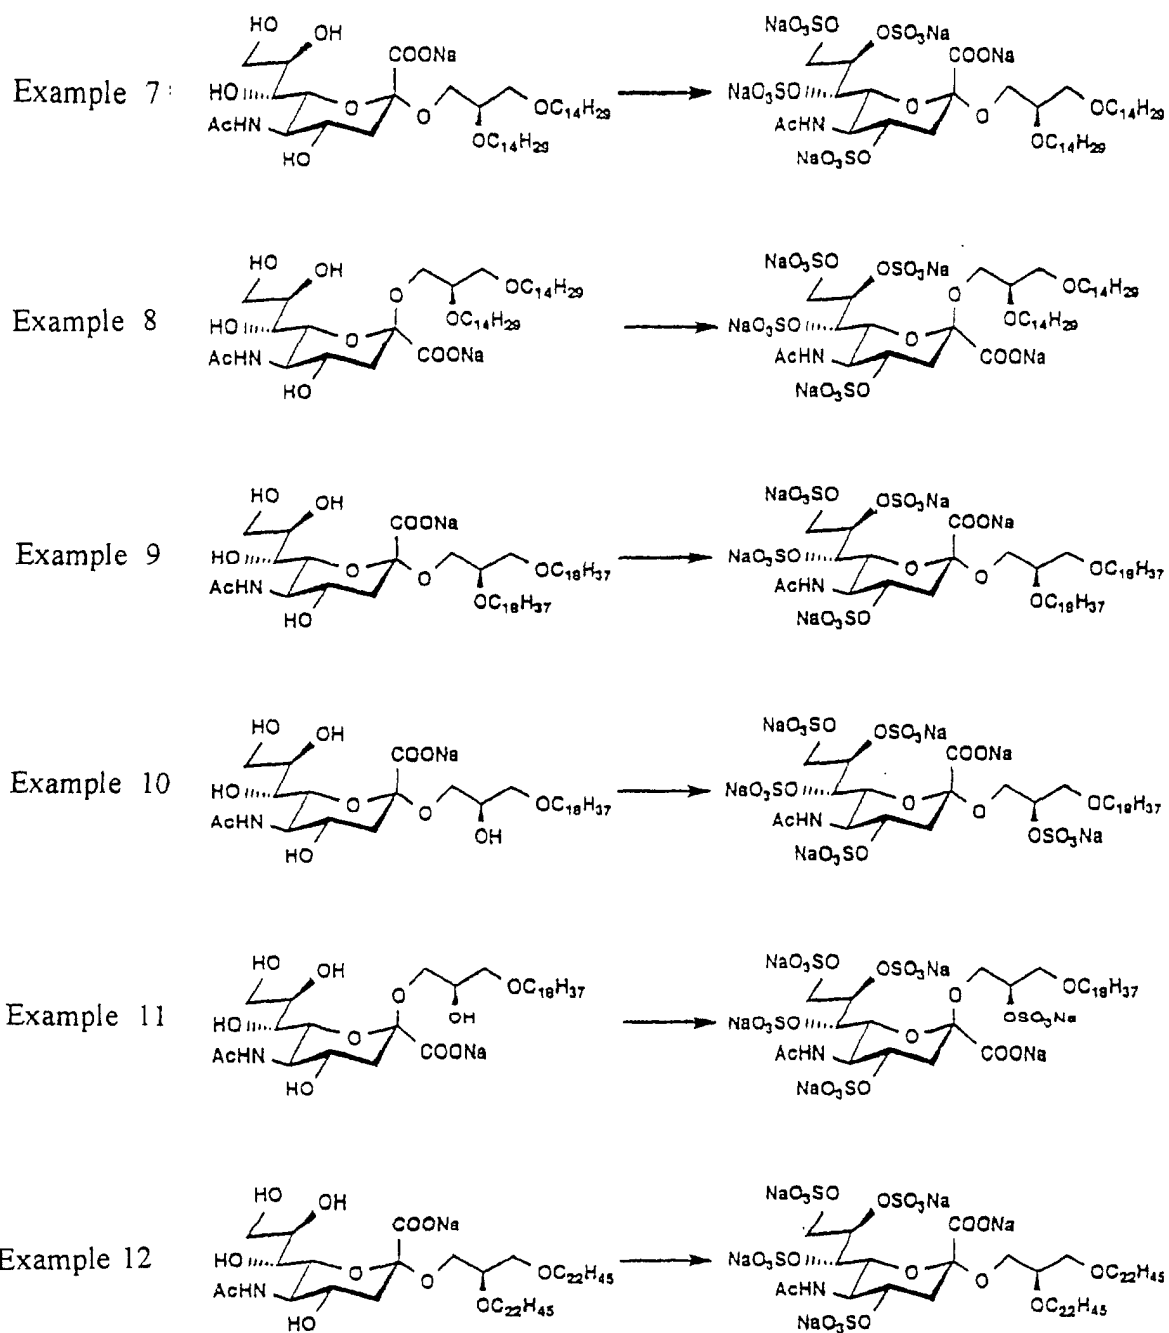 Example 7:
HO
OH
COONa
HO
O
AcHN
HO
O
OC₁₄H₂₉
OC₁₄H₂₉
NaO₃SO
OSO₃Na
COONa
NaO₃SO
O
AcHN
NaO₃SO
O
OC₁₄H₂₉
OC₁₄H₂₉
Example 8
HO
OH
O
OC₁₄H₂₉
OC₁₄H₂₉
HO
O
COONa
AcHN
HO
NaO₃SO
OSO₃Na
O
OC₁₄H₂₉
OC₁₄H₂₉
NaO₃SO
O
COONa
AcHN
NaO₃SO
Example 9
HO
OH
COONa
HO
O
AcHN
HO
O
OC₁₈H₃₇
OC₁₈H₃₇
NaO₃SO
OSO₃Na
COONa
NaO₃SO
O
AcHN
NaO₃SO
O
OC₁₈H₃₇
OC₁₈H₃₇
Example 10
HO
OH
COONa
HO
O
AcHN
HO
O
OC₁₈H₃₇
OH
NaO₃SO
OSO₃Na
COONa
NaO₃SO
O
AcHN
NaO₃SO
O
OC₁₈H₃₇
OSO₃Na
Example 11
HO
OH
O
OC₁₈H₃₇
OH
HO
O
COONa
AcHN
HO
NaO₃SO
OSO₃Na
O
OC₁₈H₃₇
OSO₃Na
NaO₃SO
O
COONa
AcHN
NaO₃SO
Example 12
HO
OH
COONa
HO
O
AcHN
HO
O
OC₂₂H₄₅
OC₂₂H₄₅
NaO₃SO
OSO₃Na
COONa
NaO₃SO
O
AcHN
NaO₃SO
O
OC₂₂H₄₅
OC₂₂H₄₅